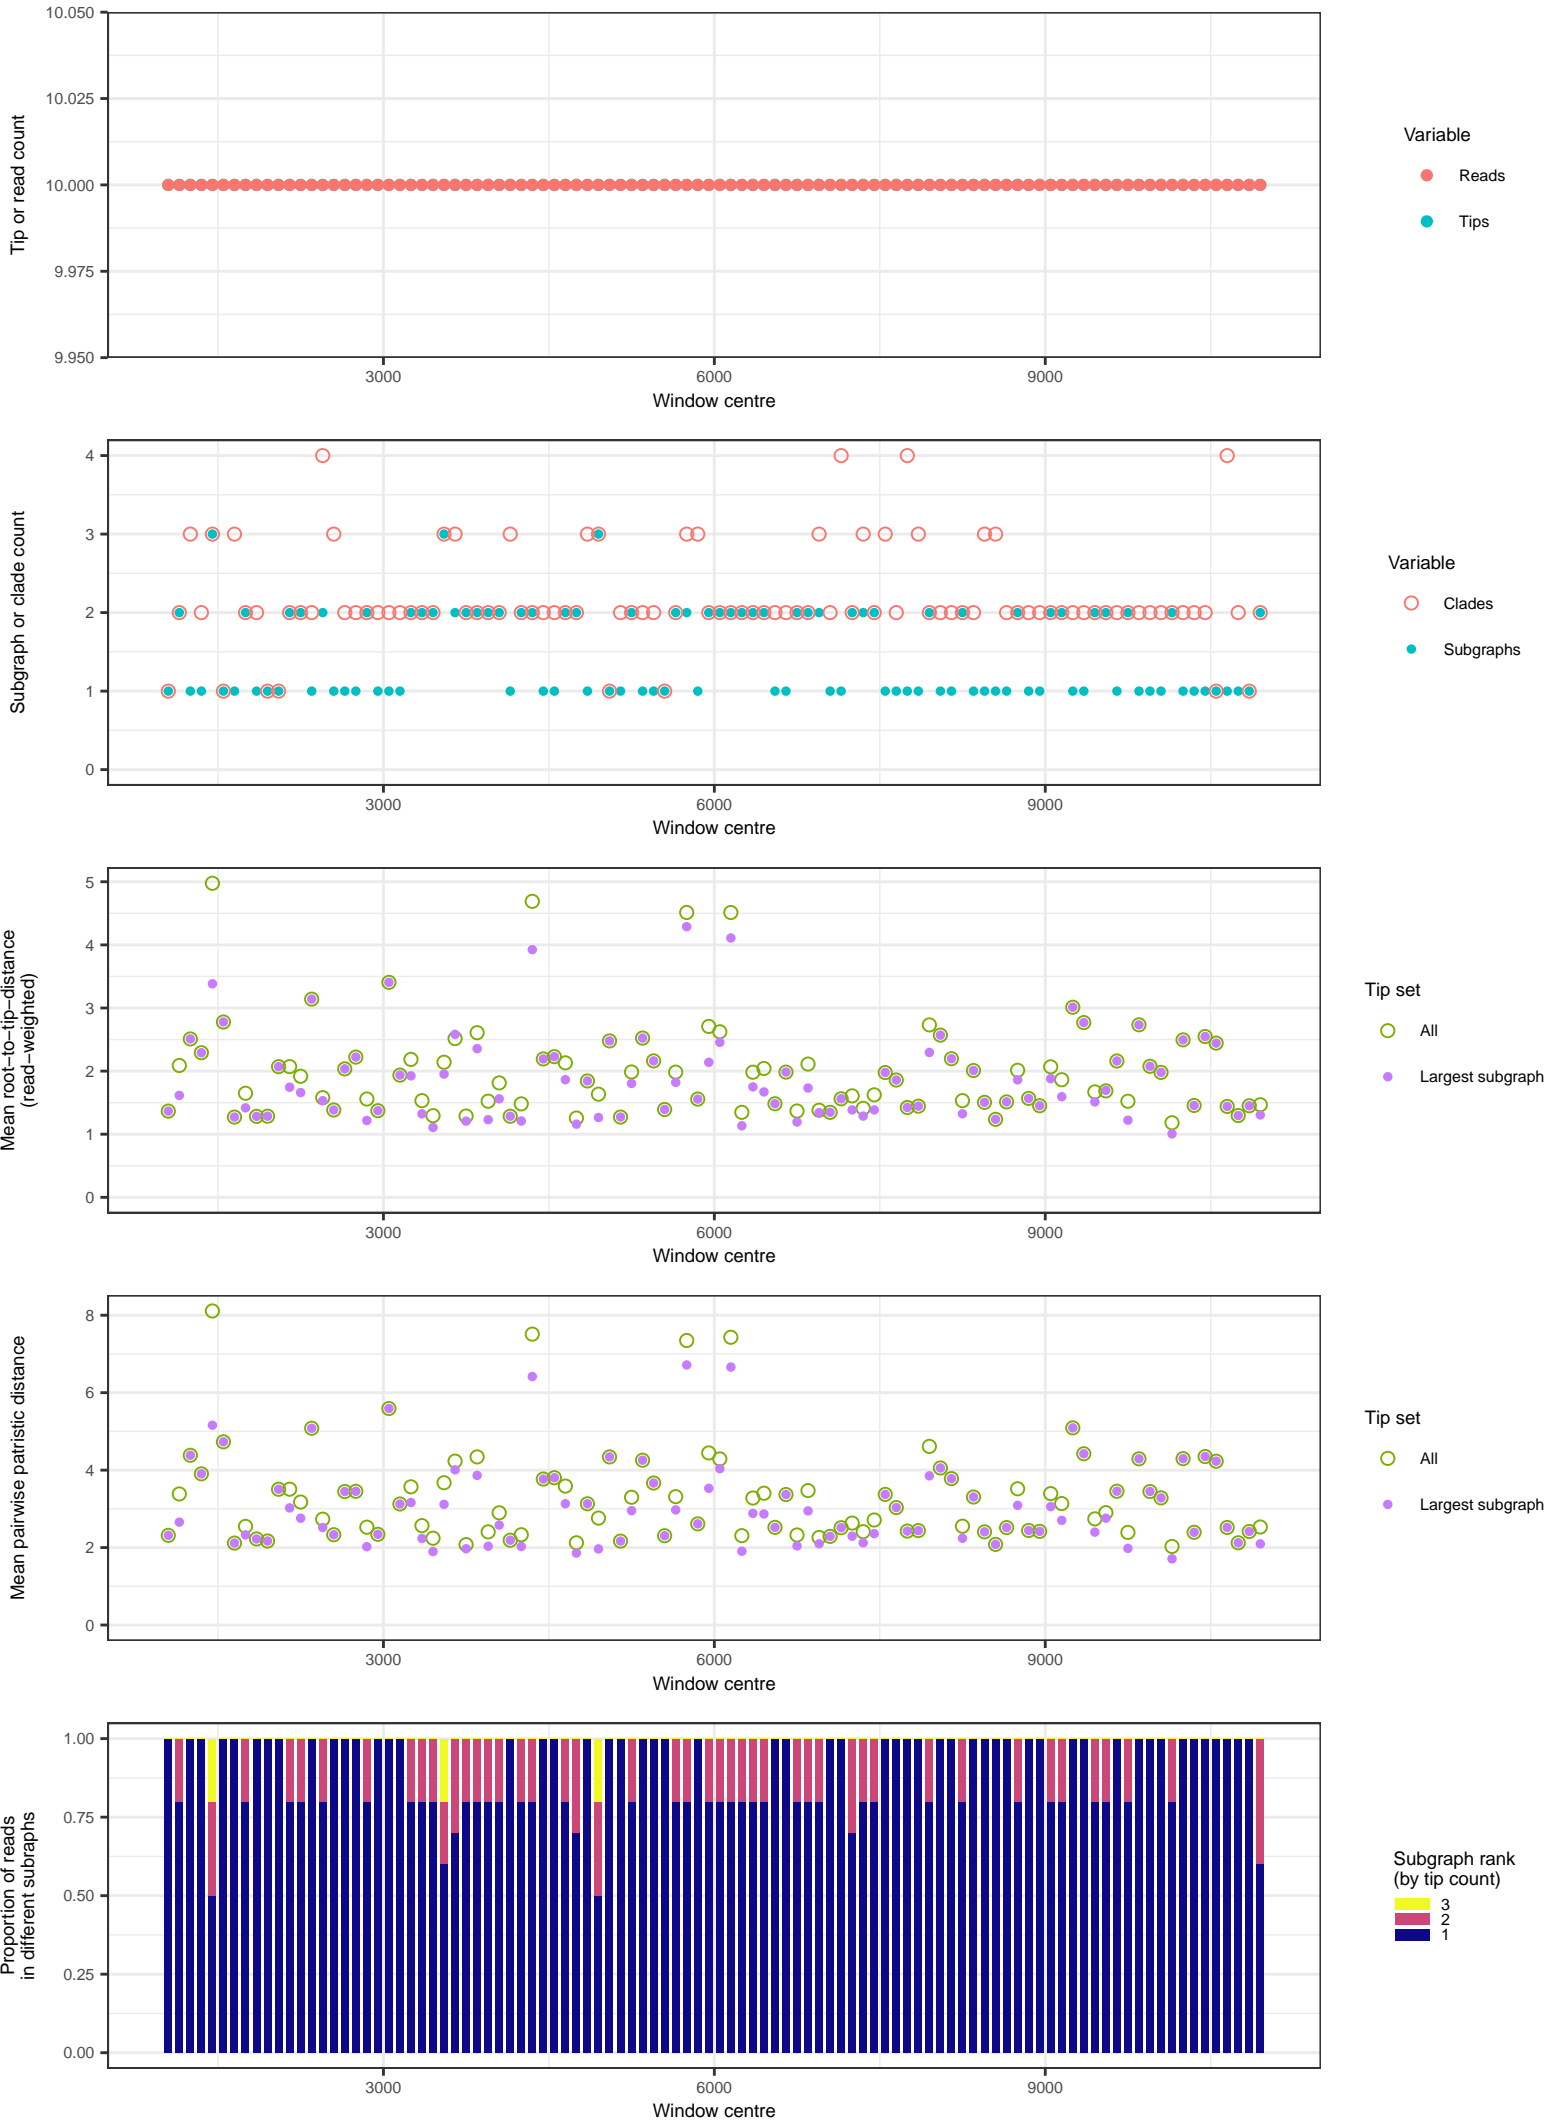 10.050
10.025
10.000
9.975
9.950
Tip or read count
3000 6000 9000
Window centre
Variable
Reads
Tips
4
3
2
1
0
Subgraph or clade count
3000 6000 9000
Window centre
Variable
Clades
Subgraphs
5
4
3
2
1
0
Mean root−to−tip−distance
(read−weighted)
3000 6000 9000
Window centre
Tip set
All
Largest subgraph
8
6
4
2
0
Mean pairwise patristic distance
3000 6000 9000
Window centre
Tip set
All
Largest subgraph
1.00
0.75
0.50
0.25
0.00
Proportion of reads
in different subraphs
3000 6000 9000
Window centre
Subgraph rank
(by tip count)
3
2
1